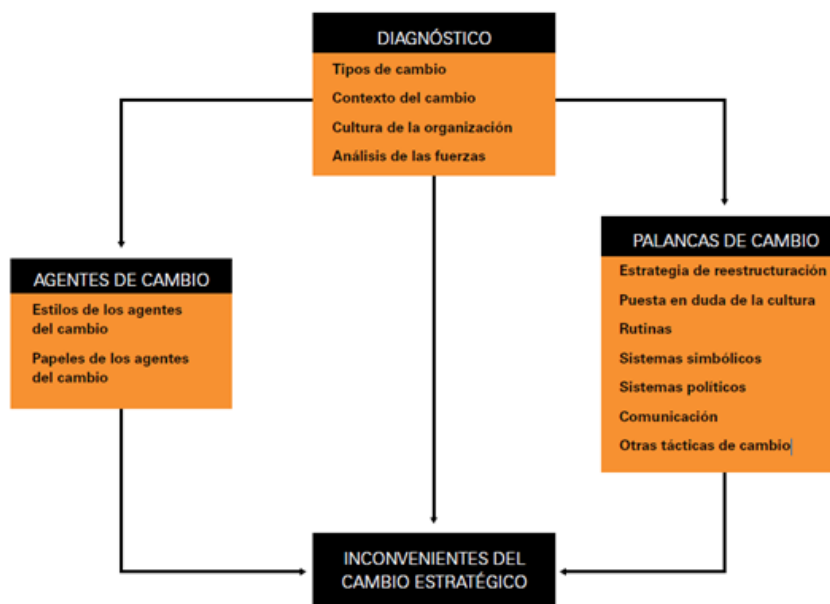 DIAGNÓSTICO
Tipos de cambio
Contexto del cambio
Cultura de la organización
Análisis de las fuerzas
AGENTES DE CAMBIO
Estilos de los agentes
del cambio
Papeles de los agentes
del cambio
PALANCAS DE CAMBIO
Estrategia de reestructuración
Puesta en duda de la cultura
Rutinas
Sistemas simbólicos
Sistemas políticos
Comunicación
Otras tácticas de cambio
INCONVENIENTES DEL
CAMBIO ESTRATÉGICO